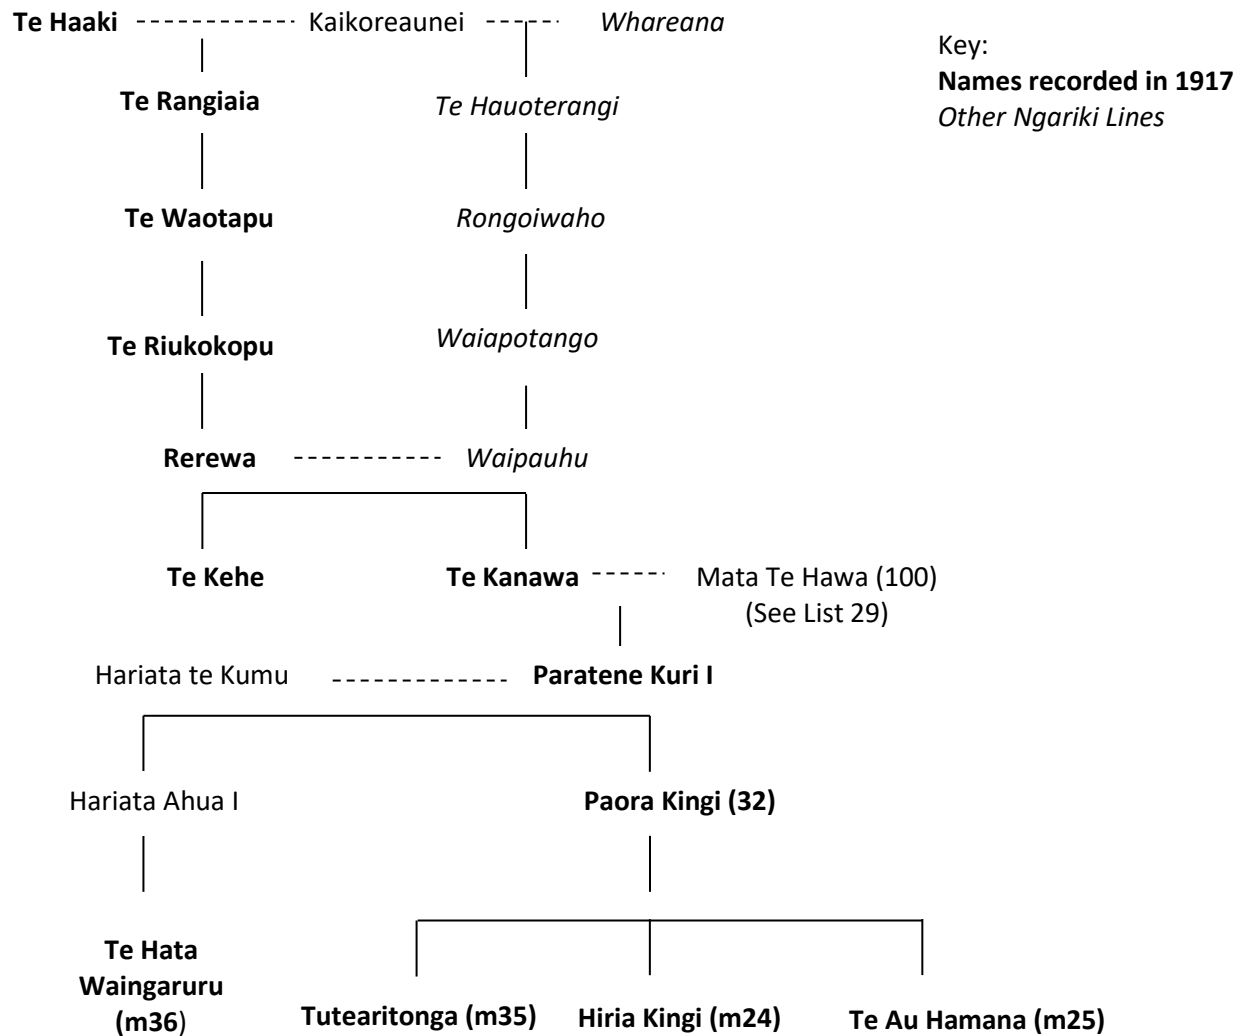 Te Haaki Kaikoreaunei Whareana
Key:
Names recorded in 1917
Other Ngariki Lines
Te Rangiaia Te Hauoterangi
Te Waotapu Rongoiwaho
Te Riukokopu Waiapotango
Rerewa Waipauhu
Te Kehe Te Kanawa Mata Te Hawa (100)
(See List 29)
Hariata te Kumu Paratene Kuri I
Hariata Ahua I Paora Kingi (32)
Te Hata
Waingaruru
(m36)
Tutearitonga (m35) Hiria Kingi (m24) Te Au Hamana (m25)